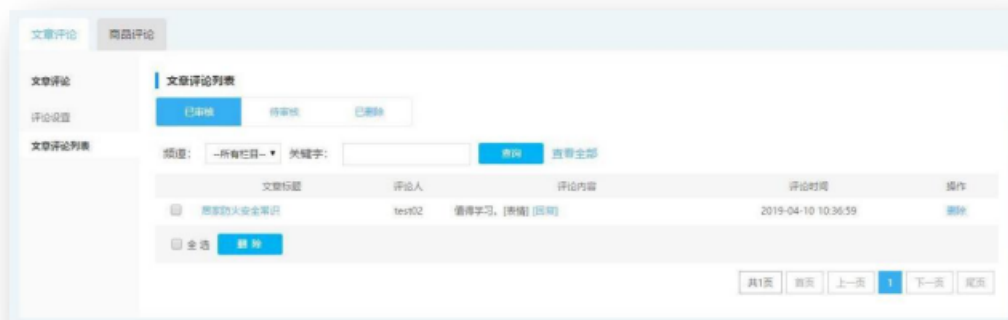 文章评论 商品评论
文章评论
评论设置
文章评论列表
文章评论列表
已审核 待审核 已删除
频道： --所有栏目-- 关键字： 查询 查看全部
文章标题 评论人 评论内容 评论时间 操作
居家防火安全常识 test02 值得学习，[表情] [回复] 2019-04-10 10:36:59 删除
全选 删除
共1页 首页 上一页 1 下一页 尾页